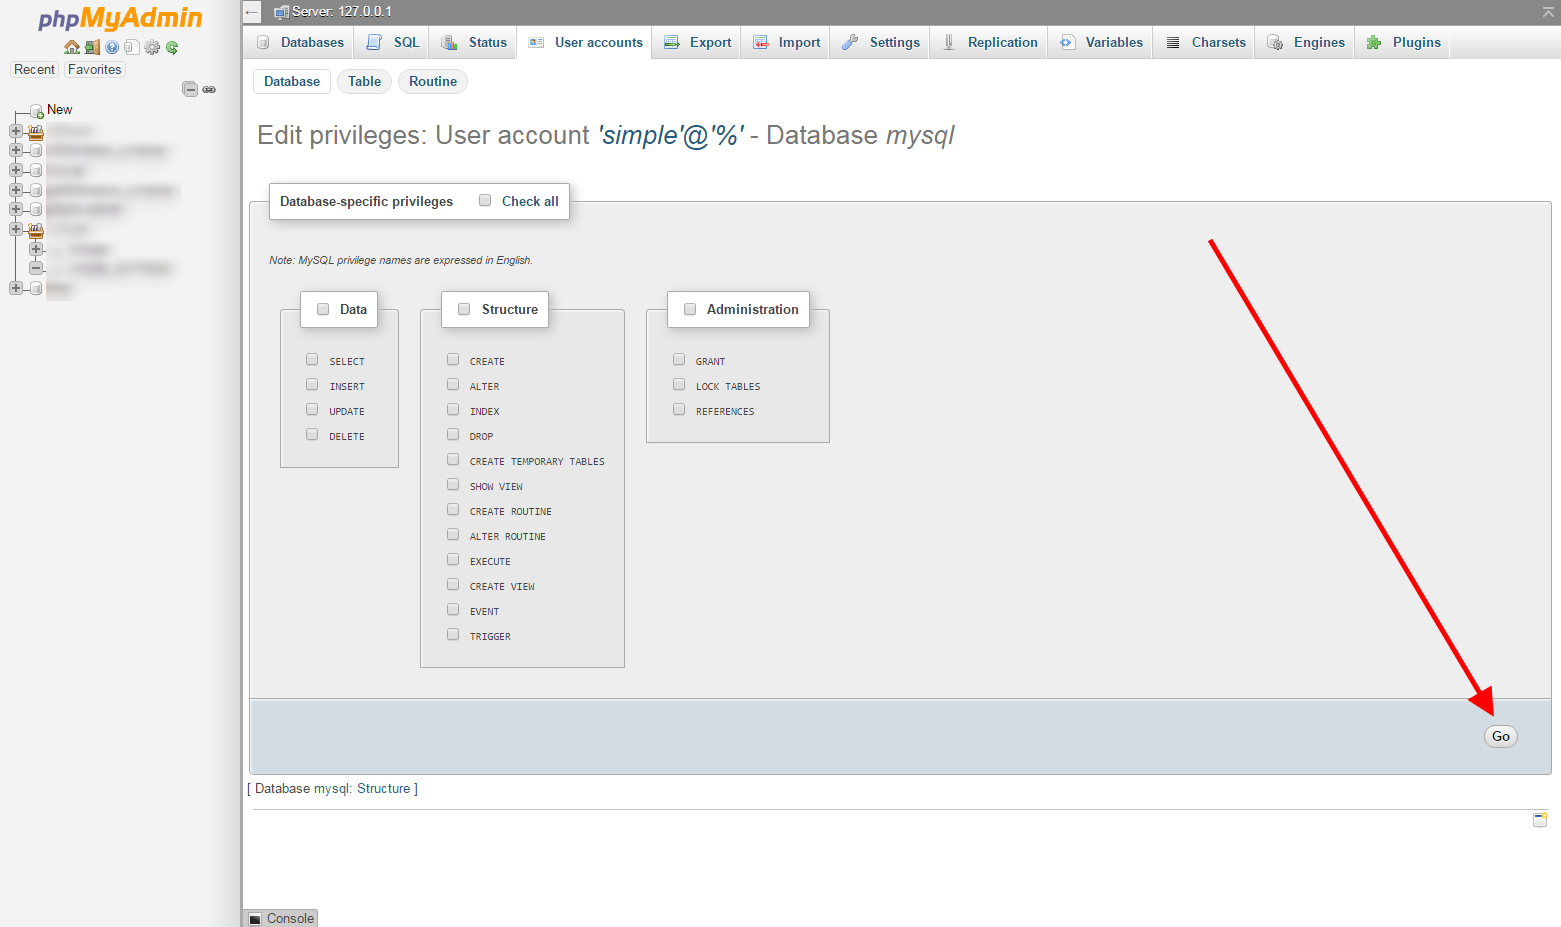 phpMyAdmin
Recent Favorites
New
Server: 127.0.0.1
Databases SQL Status User accounts Export Import Settings Replication Variables Charsets Engines Plugins
Database Table Routine
Edit privileges: User account 'simple'@'%' - Database mysql
Database-specific privileges Check all
Note: MySQL privilege names are expressed in English.
Data
SELECT
INSERT
UPDATE
DELETE
Structure
CREATE
ALTER
INDEX
DROP
CREATE TEMPORARY TABLES
SHOW VIEW
CREATE ROUTINE
ALTER ROUTINE
EXECUTE
CREATE VIEW
EVENT
TRIGGER
Administration
GRANT
LOCK TABLES
REFERENCES
Go
[ Database mysql: Structure ]
Console